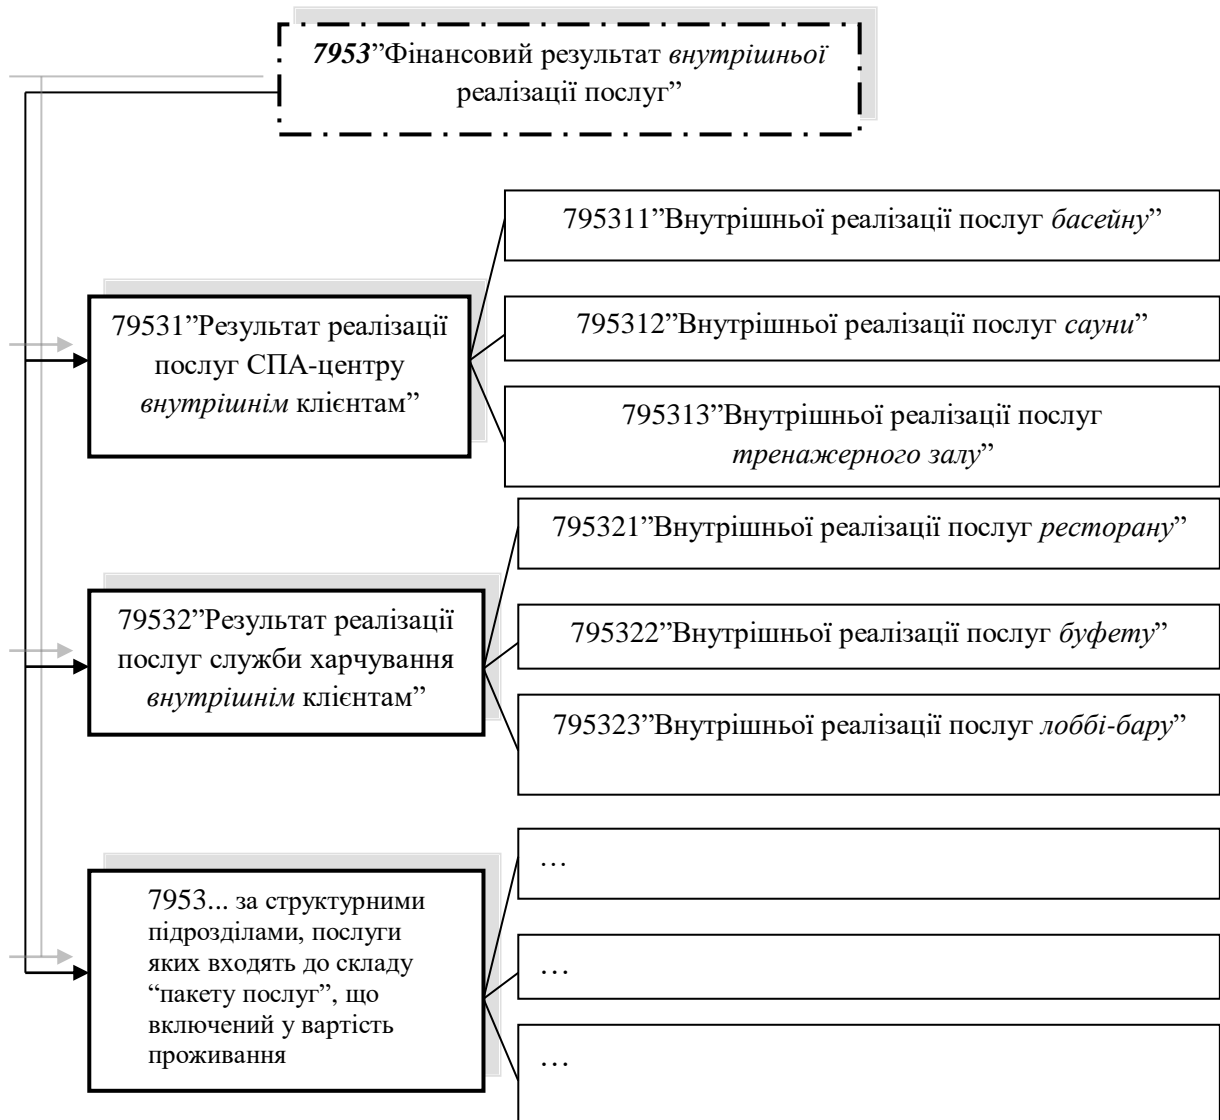 7953”Фінансовий результат внутрішньої
реалізації послуг”
795311”Внутрішньої реалізації послуг басейну”
79531”Результат реалізації
послуг СПА-центру
внутрішнім клієнтам”
795312”Внутрішньої реалізації послуг сауни”
795313”Внутрішньої реалізації послуг
тренажерного залу”
795321”Внутрішньої реалізації послуг ресторану”
79532”Результат реалізації
послуг служби харчування
внутрішнім клієнтам”
795322”Внутрішньої реалізації послуг буфету”
795323”Внутрішньої реалізації послуг лоббі-бару”
7953... за структурними
підрозділами, послуги
яких входять до складу
“пакету послуг”, що
включений у вартість
проживання
…
…
…